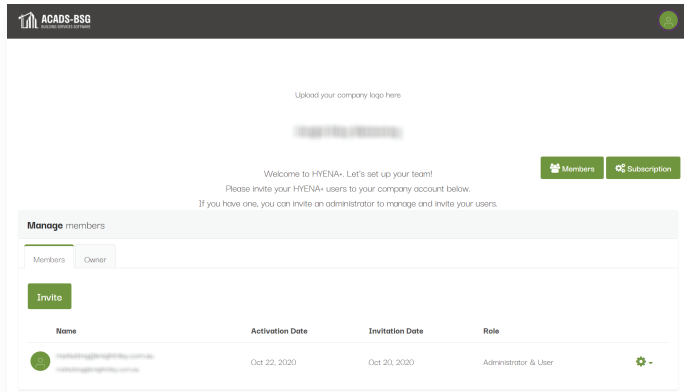 ACADS-BSG
BUILDING SERVICES SOFTWARE
Upload your company logo here
Members
Subscription
Welcome to HYENA+. Let's set up your team!
Please invite your HYENA+ users to your company account below.
If you have one, you can invite an administrator to manage and invite your users.
Manage members
Members Owner
Invite
Name Activation Date Invitation Date Role
Oct 22, 2020 Oct 20, 2020 Administrator & User